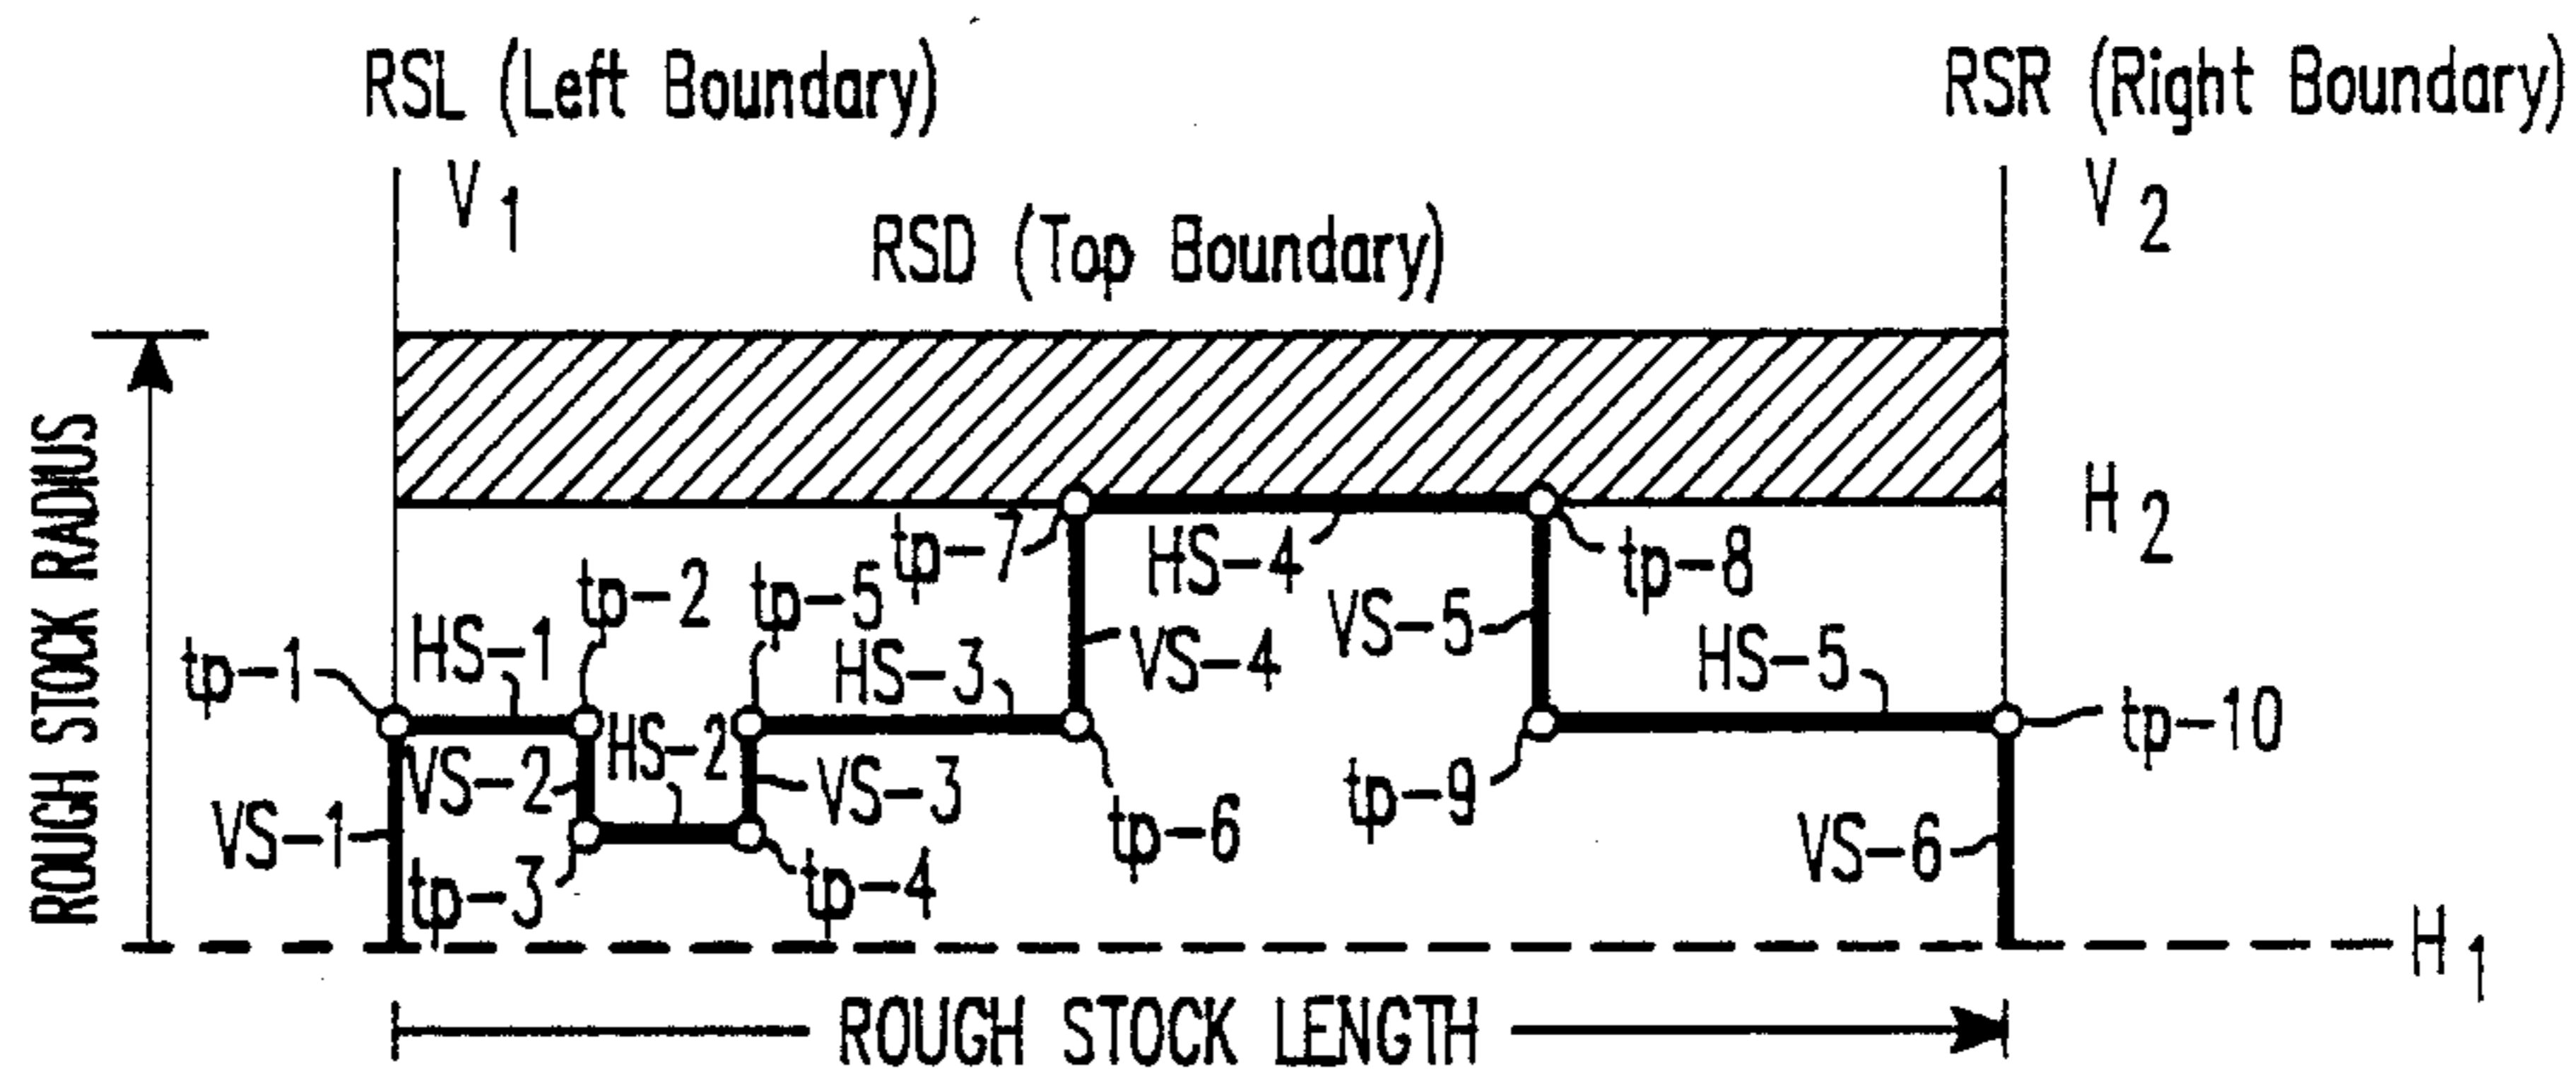 RSL (Left Boundary)
RSR (Right Boundary)
V1
V2
RSD (Top Boundary)
ROUGH STOCK RADIUS
H2
tp-7
HS-4
tp-8
tp-2
tp-5
HS-1
VS-5
tp-1
HS-3
VS-4
HS-5
HS-2
tp-10
VS-2
VS-3
tp-9
tp-6
VS-1
VS-6
tp-3
tp-4
H1
ROUGH STOCK LENGTH